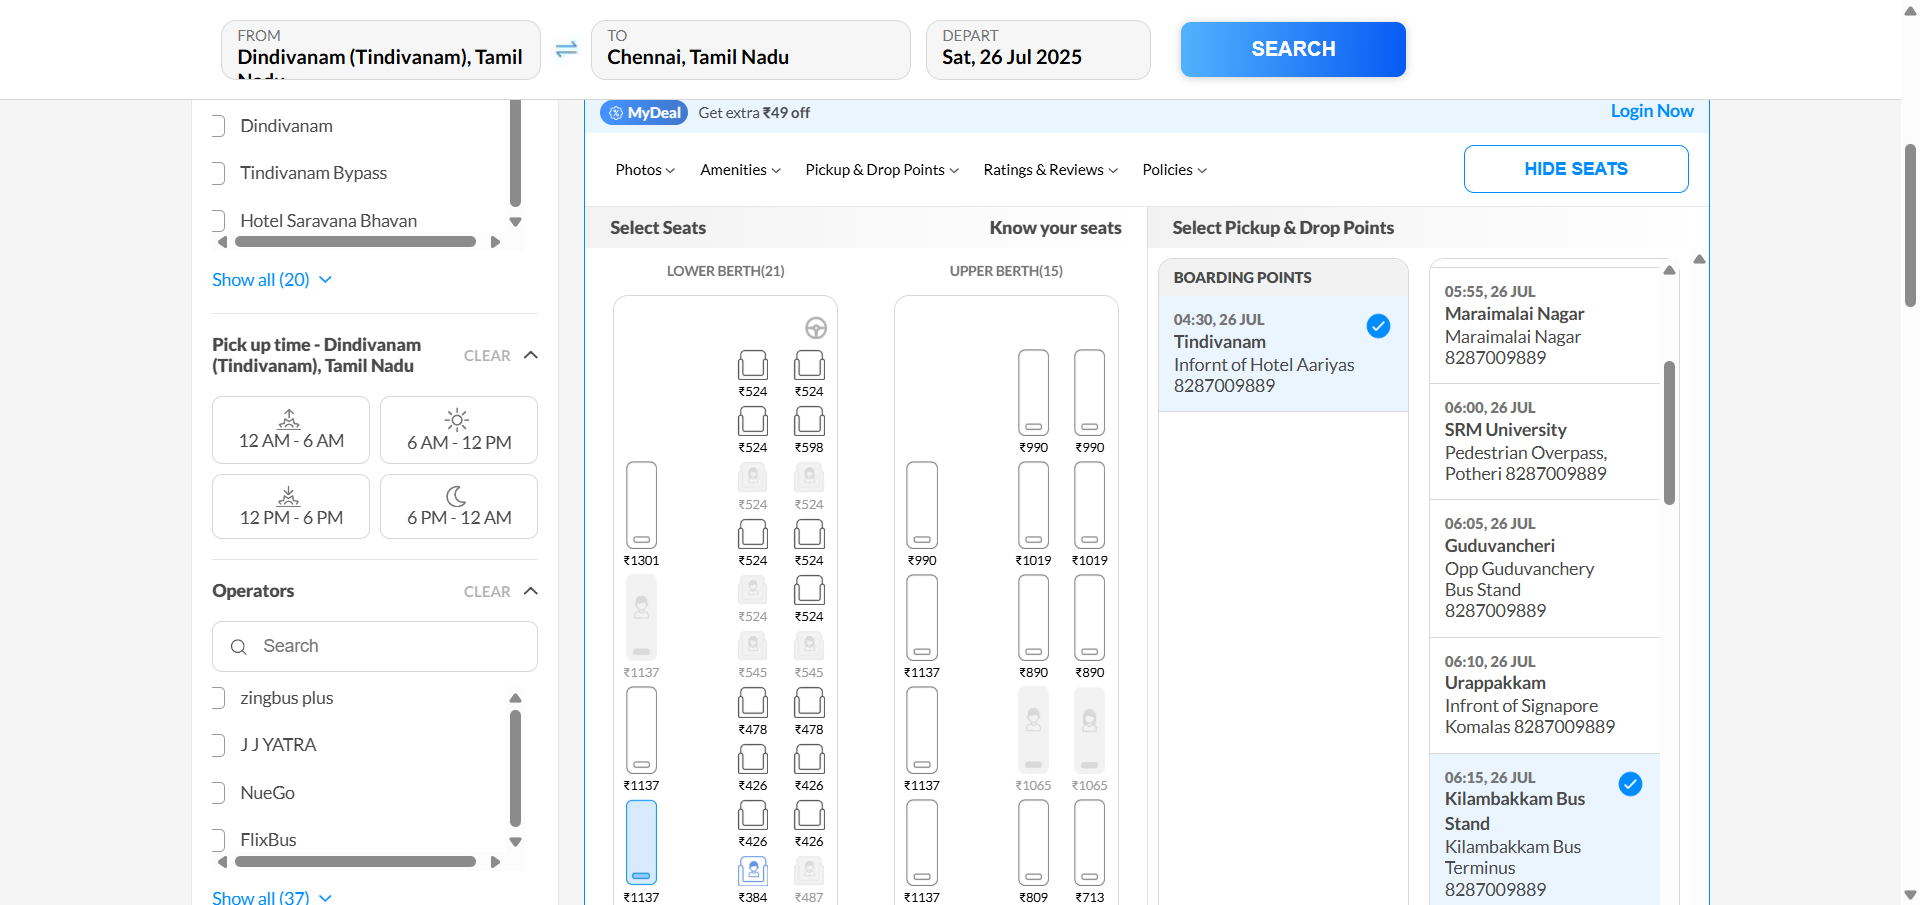 FROM
Dindivanam (Tindivanam), Tamil
Nadu
TO
Chennai, Tamil Nadu
DEPART
Sat, 26 Jul 2025
SEARCH
Dindivanam
Tindivanam Bypass
Hotel Saravana Bhavan
Show all (20)
Pick up time - Dindivanam
(Tindivanam), Tamil Nadu
CLEAR
12 AM - 6 AM
6 AM - 12 PM
12 PM - 6 PM
6 PM - 12 AM
Operators
CLEAR
Search
zingbus plus
J J YATRA
NueGo
FlixBus
Show all (37)
MyDeal
Get extra ₹49 off
Login Now
Photos
Amenities
Pickup & Drop Points
Ratings & Reviews
Policies
HIDE SEATS
Select Seats
Know your seats
LOWER BERTH(21)
₹524 ₹524
₹524 ₹598
₹524 ₹524
₹1301 ₹524 ₹524
₹524 ₹524
₹1137 ₹545 ₹545
₹478 ₹478
₹1137 ₹426 ₹426
₹426 ₹426
₹1137 ₹384 ₹487
UPPER BERTH(15)
₹990 ₹990
₹990 ₹1019 ₹1019
₹1137 ₹890 ₹890
₹1137 ₹1065 ₹1065
₹1137 ₹809 ₹713
Select Pickup & Drop Points
BOARDING POINTS
04:30, 26 JUL
Tindivanam
Infornt of Hotel Aariyas
8287009889
05:55, 26 JUL
Maraimalai Nagar
Maraimalai Nagar
8287009889
06:00, 26 JUL
SRM University
Pedestrian Overpass,
Potheri 8287009889
06:05, 26 JUL
Guduvancheri
Opp Guduvanchery
Bus Stand
8287009889
06:10, 26 JUL
Urappakkam
Infront of Signapore
Komalas 8287009889
06:15, 26 JUL
Kilambakkam Bus
Stand
Kilambakkam Bus
Terminus
8287009889